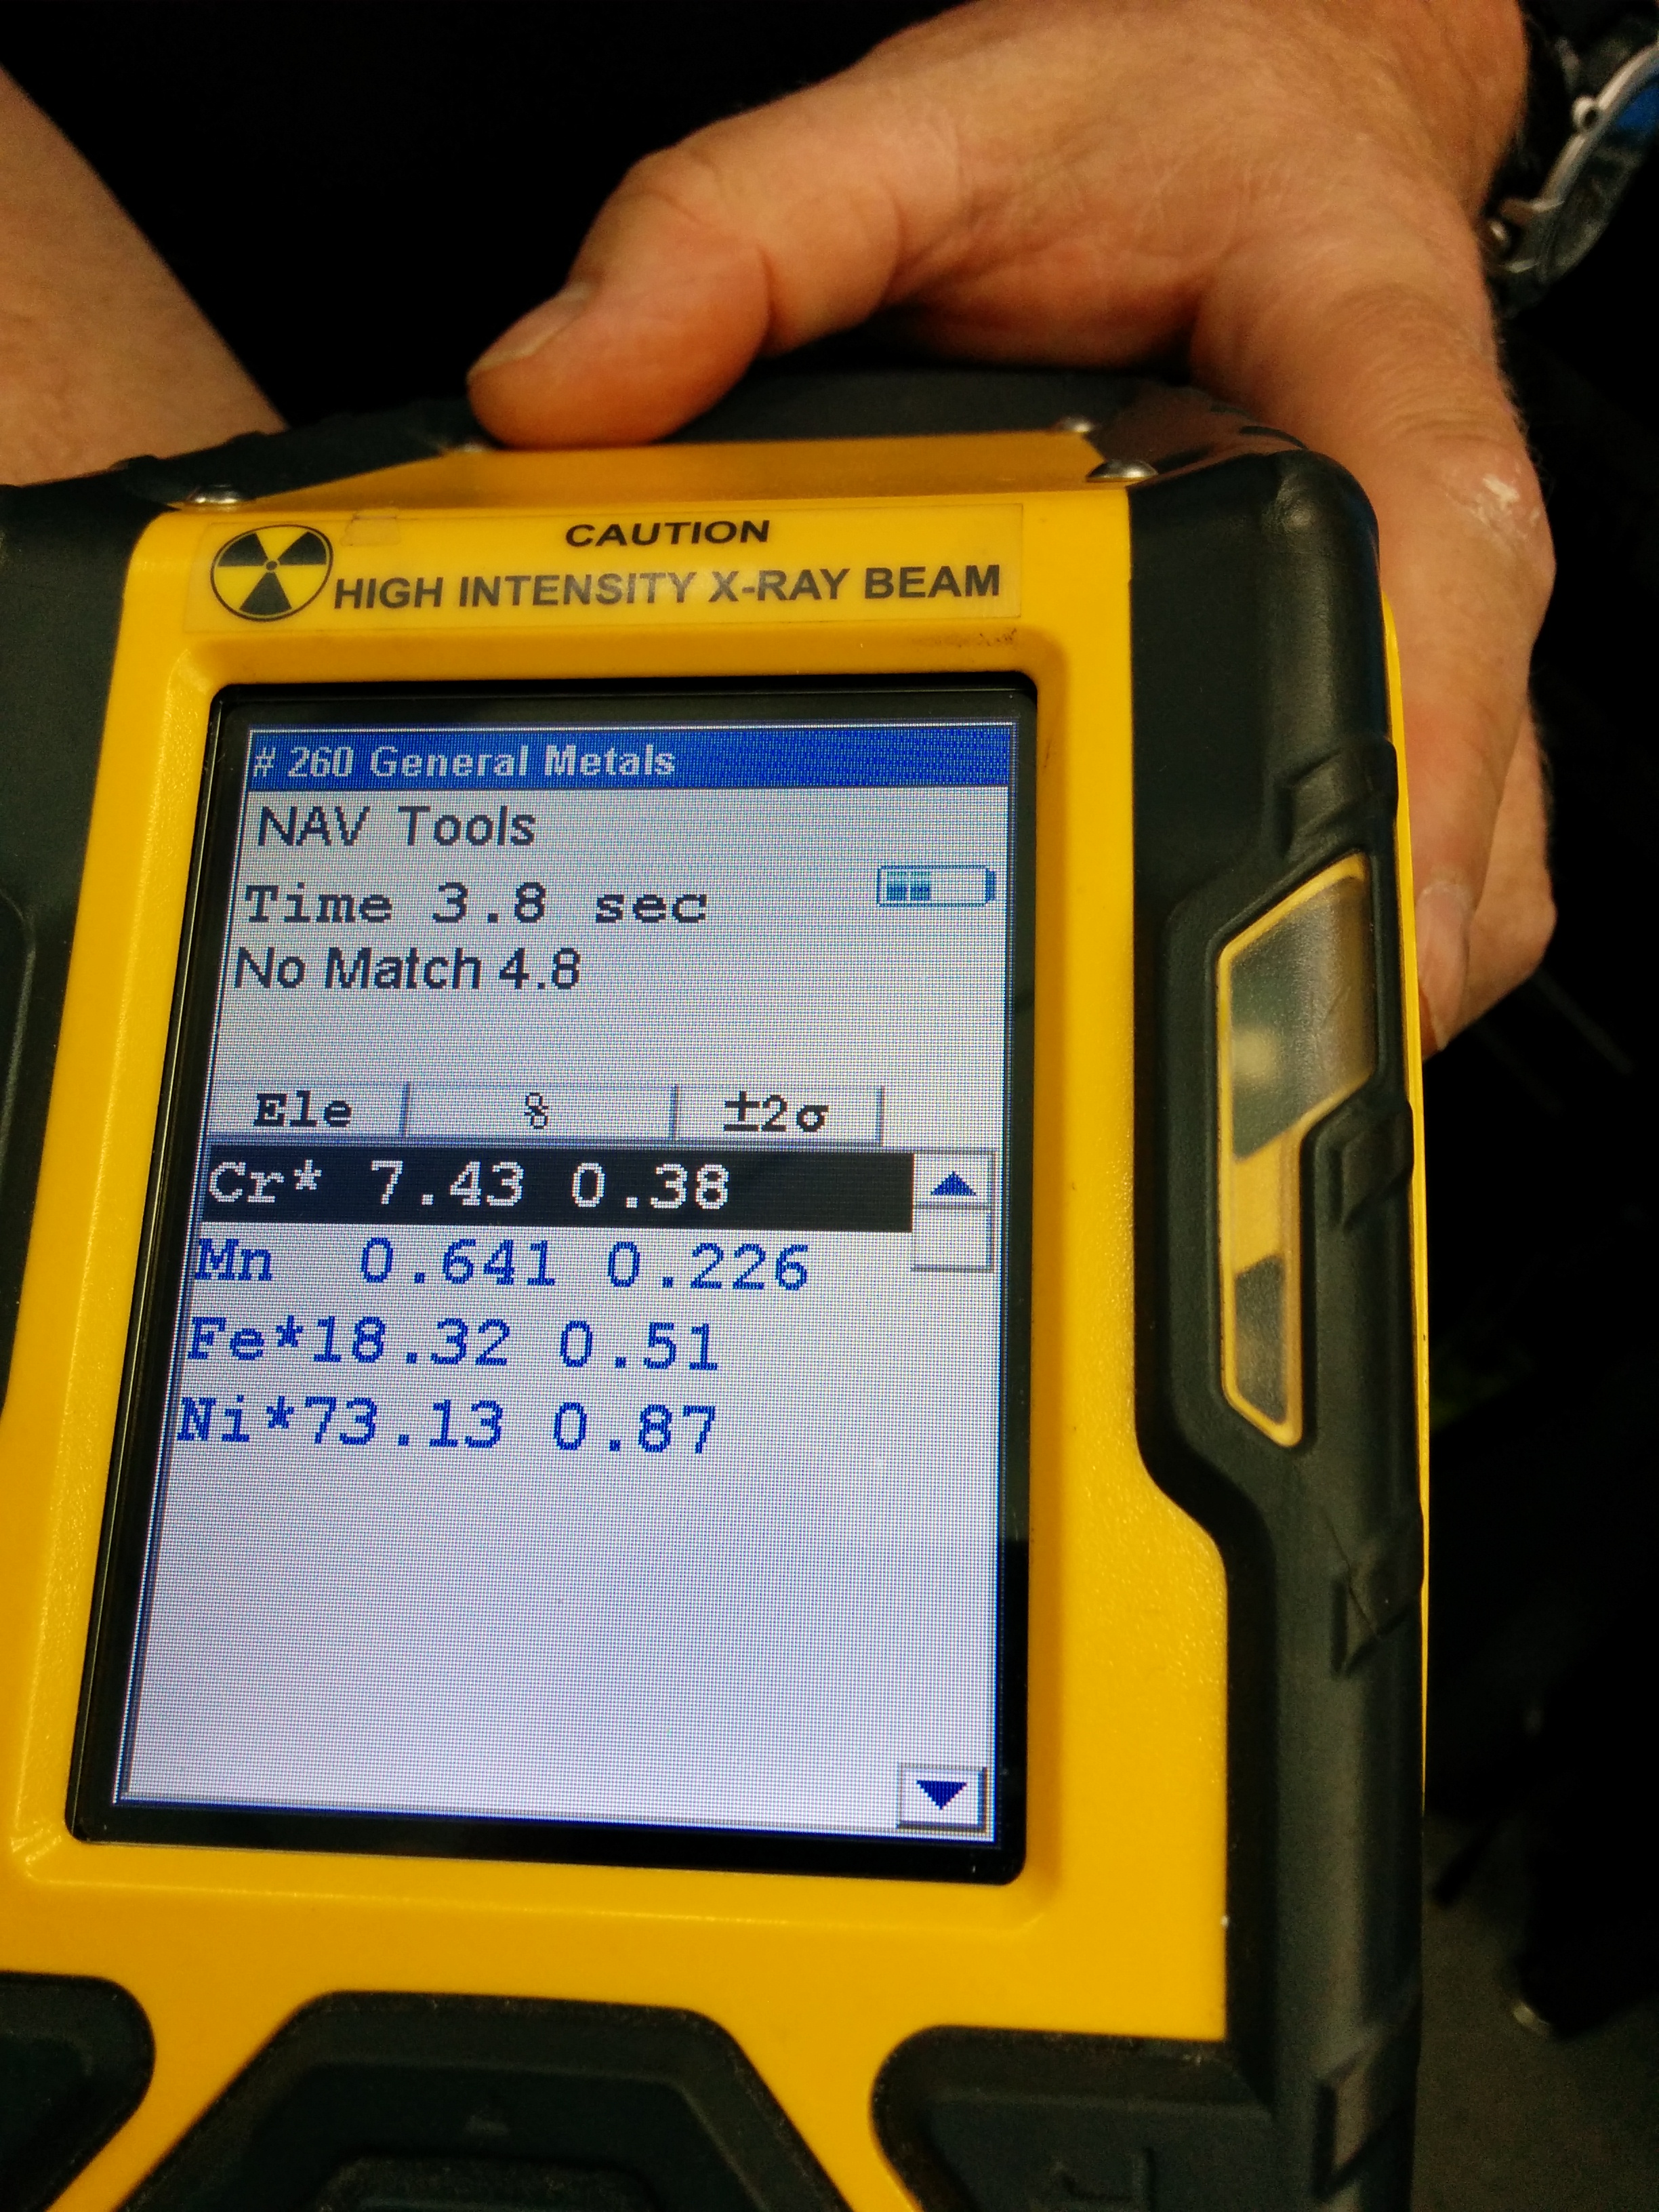 CAUTION
HIGH INTENSITY X-RAY BEAM
# 260 General Metals
NAV Tools
Time 3.8 sec
No Match 4.8
Ele % ±2σ
Cr* 7.43 0.38
Mn 0.641 0.226
Fe*18.32 0.51
Ni*73.13 0.87